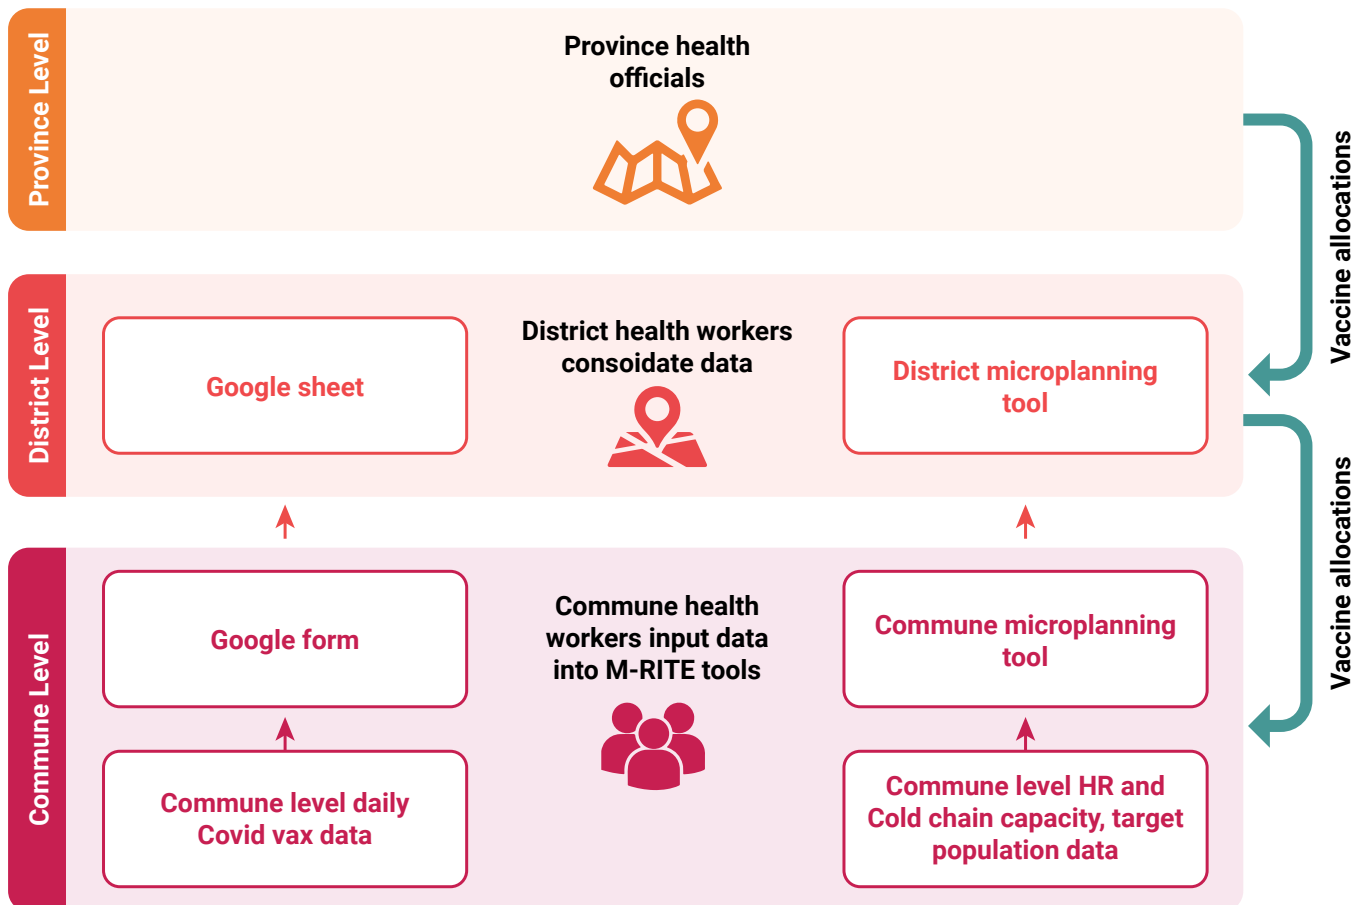 Province Level
Province health
officials
Vaccine allocations
District Level
Google sheet
District health workers
consoidate data
District microplanning
tool
Vaccine allocations
Commune Level
Google form
Commune health
workers input data
into M-RITE tools
Commune microplanning
tool
Commune level daily
Covid vax data
Commune level HR and
Cold chain capacity, target
population data